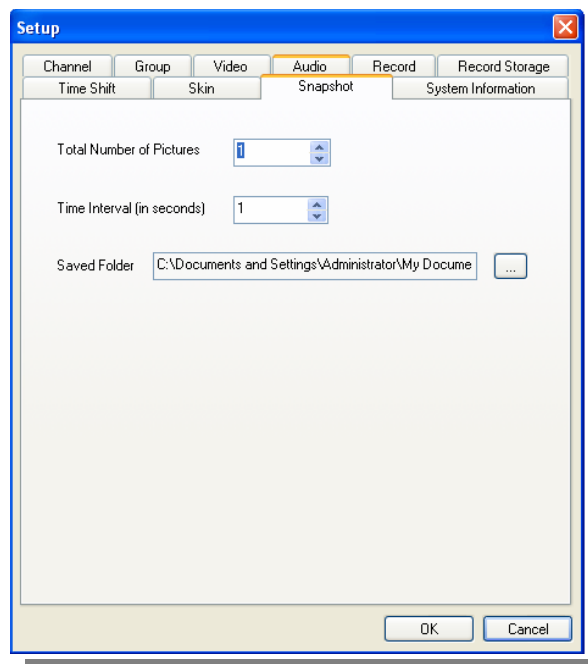 Setup
Channel Group Video Audio Record Record Storage
Time Shift Skin Snapshot System Information
Total Number of Pictures 1
Time Interval (in seconds) 1
Saved Folder C:\Documents and Settings\Administrator\My Docume ...
OK Cancel